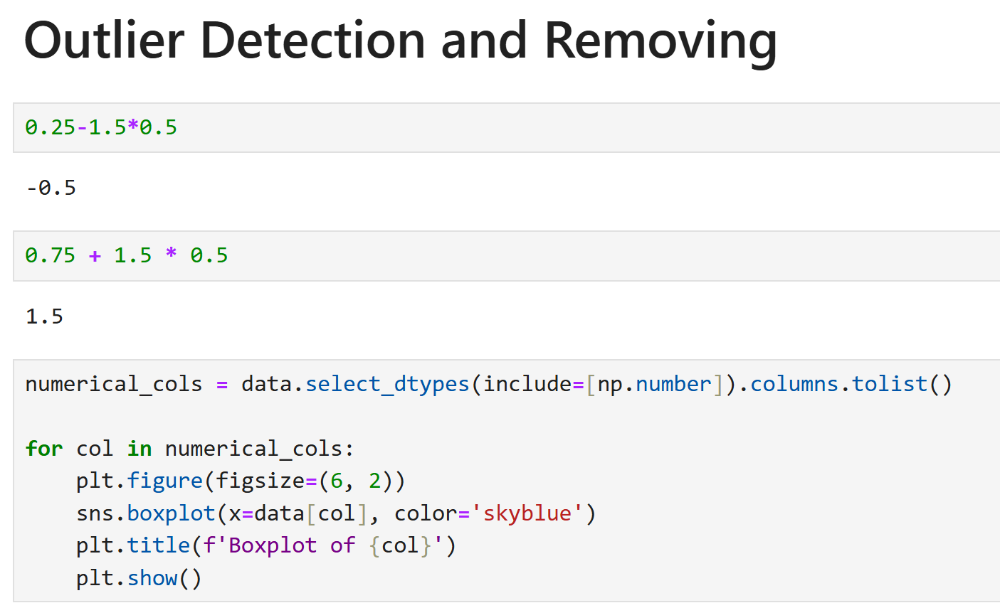 Outlier Detection and Removing
0.25-1.5*0.5
-0.5
0.75 + 1.5 * 0.5
1.5
numerical_cols = data.select_dtypes(include=[np.number]).columns.tolist()
for col in numerical_cols:
    plt.figure(figsize=(6, 2))
    sns.boxplot(x=data[col], color='skyblue')
    plt.title(f'Boxplot of {col}')
    plt.show()